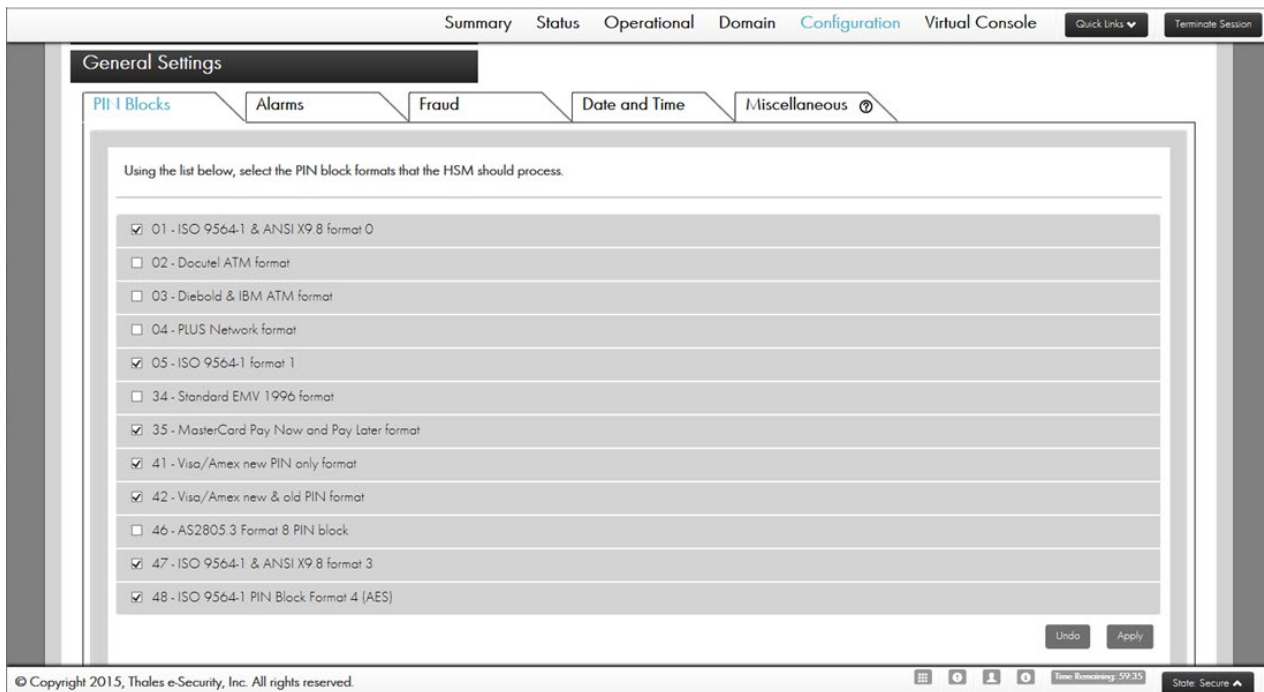 Summary Status Operational Domain Configuration Virtual Console Quick Links Terminate Session
General Settings
PIN Blocks Alarms Fraud Date and Time Miscellaneous
Using the list below, select the PIN block formats that the HSM should process.
01 - ISO 9564-1 & ANSI X9 8 format 0
02 - Docutel ATM format
03 - Diebold & IBM ATM format
04 - PLUS Network format
05 - ISO 9564-1 format 1
34 - Standard EMV 1996 format
35 - MasterCard Pay Now and Pay Later format
41 - Visa/Amex new PIN only format
42 - Visa/Amex new & old PIN format
46 - AS2805.3 Format 8 PIN block
47 - ISO 9564-1 & ANSI X9 8 format 3
48 - ISO 9564-1 PIN Block Format 4 (AES)
Undo Apply
© Copyright 2015, Thales e-Security, Inc. All rights reserved. Time Remaining: 59:35 State: Secure